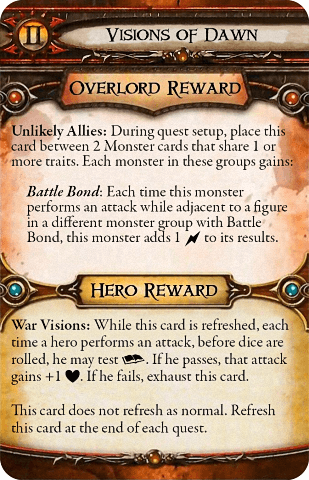 II
Visions of Dawn
Overlord Reward
Unlikely Allies: During quest setup, place this
card between 2 Monster cards that share 1 or
more traits. Each monster in these groups gains:
Battle Bond: Each time this monster
performs an attack while adjacent to a figure
in a different monster group with Battle
Bond, this monster adds 1 to its results.
Hero Reward
War Visions: While this card is refreshed, each
time a hero performs an attack, before dice are
rolled, he may test . If he passes, that attack
gains +1 . If he fails, exhaust this card.
This card does not refresh as normal. Refresh
this card at the end of each quest.